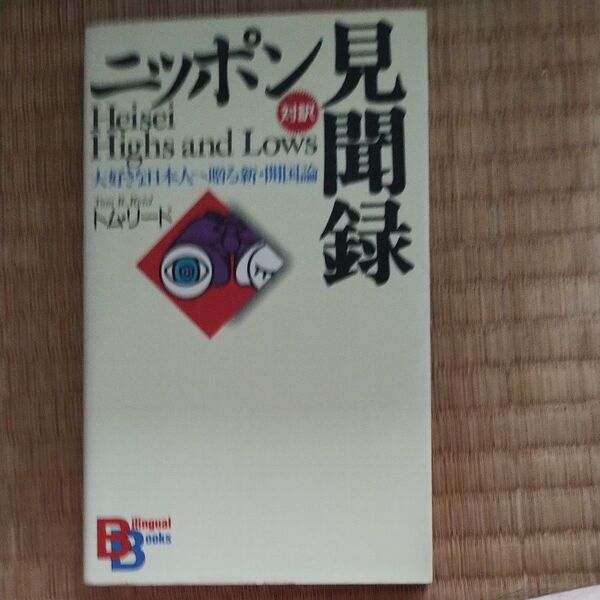 ニッポン見聞録
対訳
Heisei
Highs and Lows
大好きな日本人へ贈る新・開国論
Tom R. Reid
トム・リード
Bilingual
Books